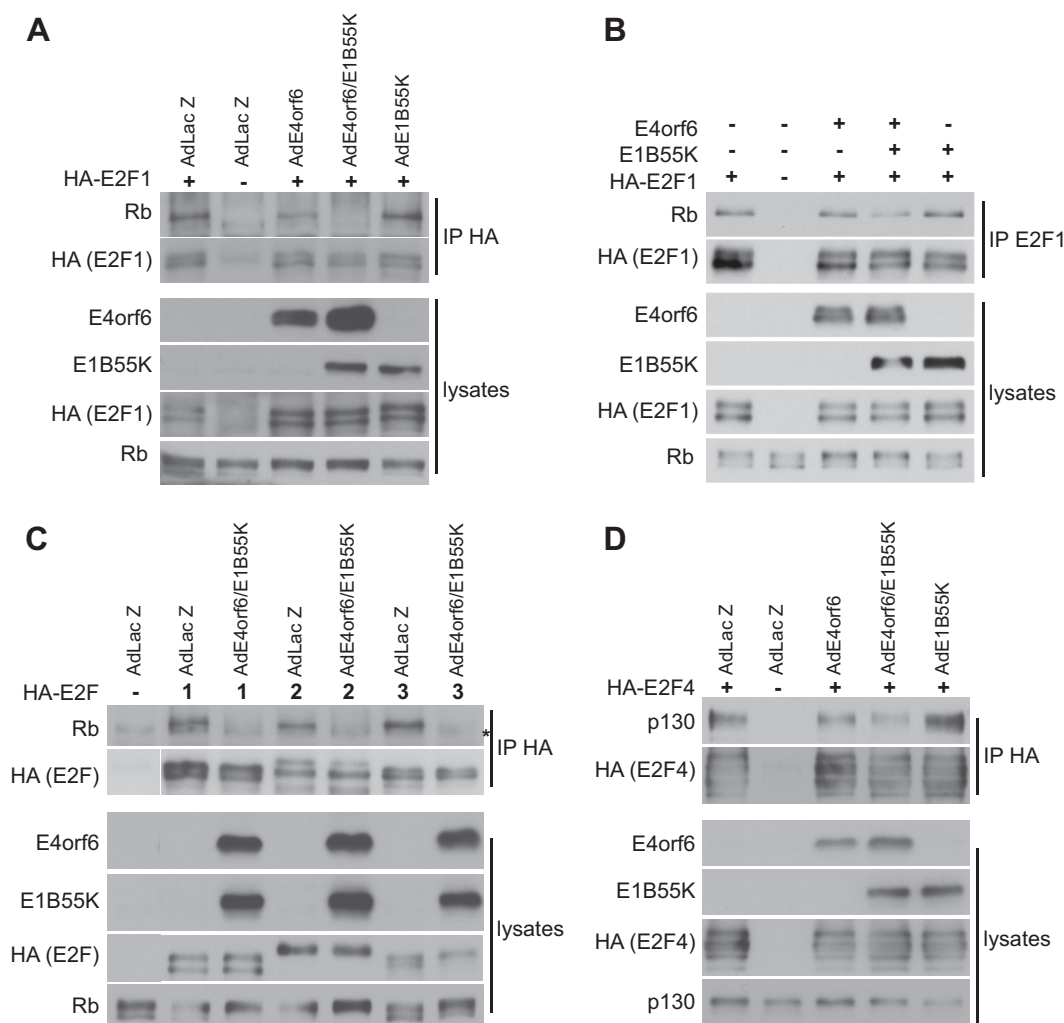 A
AdLac Z
AdLac Z
AdE4orf6
AdE4orf6/E1B55K
AdE1B55K
HA-E2F1 + - + + +
Rb
HA (E2F1)
IP HA
E4orf6
E1B55K
HA (E2F1)
Rb
lysates
B
E4orf6 - - + + -
E1B55K - - - + +
HA-E2F1 + - + + +
Rb
HA (E2F1)
IP E2F1
E4orf6
E1B55K
HA (E2F1)
Rb
lysates
C
AdLac Z
AdLac Z
AdE4orf6/E1B55K
AdLac Z
AdE4orf6/E1B55K
AdLac Z
AdE4orf6/E1B55K
HA-E2F - 1 1 2 2 3 3
Rb
*
HA (E2F)
IP HA
E4orf6
E1B55K
HA (E2F)
Rb
lysates
D
AdLac Z
AdLac Z
AdE4orf6
AdE4orf6/E1B55K
AdE1B55K
HA-E2F4 + - + + +
p130
HA (E2F4)
IP HA
E4orf6
E1B55K
HA (E2F4)
p130
lysates